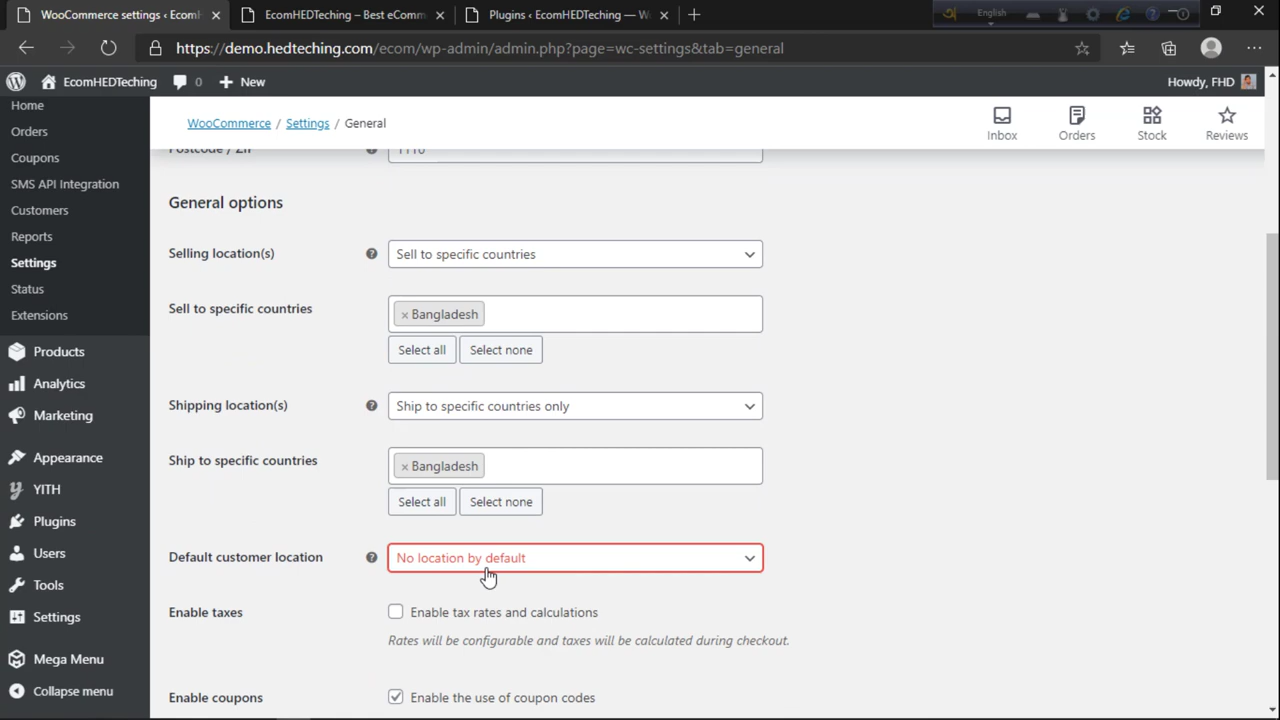 WooCommerce settings ‹ EcomH
EcomHEDTeching – Best eComm
Plugins ‹ EcomHEDTeching — W
English
https://demo.hedteching.com/ecom/wp-admin/admin.php?page=wc-settings&tab=general
EcomHEDTeching
0
New
Howdy, FHD
Home
Orders
Coupons
SMS API Integration
Customers
Reports
Settings
Status
Extensions
Products
Analytics
Marketing
Appearance
YITH
Plugins
Users
Tools
Settings
Mega Menu
Collapse menu
WooCommerce / Settings / General
Inbox
Orders
Stock
Reviews
Postcode / ZIP
1110
General options
Selling location(s)
Sell to specific countries
Sell to specific countries
× Bangladesh
Select all
Select none
Shipping location(s)
Ship to specific countries only
Ship to specific countries
× Bangladesh
Select all
Select none
Default customer location
No location by default
Enable taxes
Enable tax rates and calculations
Rates will be configurable and taxes will be calculated during checkout.
Enable coupons
Enable the use of coupon codes